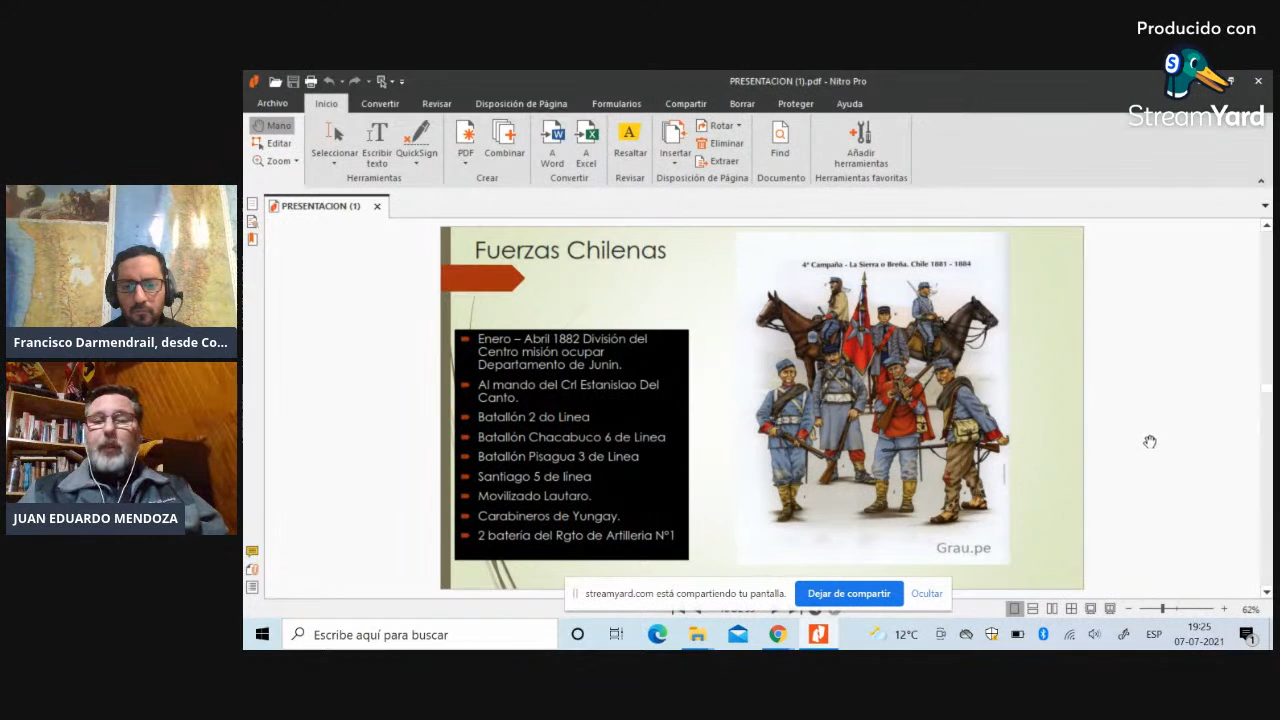 Producido con
StreamYard
PRESENTACION (1).pdf - Nitro Pro
Archivo Inicio Convertir Revisar Disposición de Página Formularios Compartir Borrar Proteger Ayuda
Mano
Editar
Zoom
Seleccionar
Escribir texto
QuickSign
Herramientas
PDF
Combinar
Crear
A Word
A Excel
Convertir
Resaltar
Revisar
Insertar
Rotar
Eliminar
Extraer
Disposición de Página
Find
Documento
Añadir herramientas
Herramientas favoritas
PRESENTACION (1)
Fuerzas Chilenas
Enero – Abril 1882 División del
Centro misión ocupar
Departamento de Junín.
Al mando del Crl Estanislao Del
Canto.
Batallón 2 do Linea
Batallón Chacabuco 6 de Linea
Batallón Pisagua 3 de Linea
Santiago 5 de línea
Movilizado Lautaro.
Carabineros de Yungay.
2 batería del Rgto de Artilleria N°1
4ª Campaña - La Sierra o Breña. Chile 1881 - 1884
Grau.pe
Francisco Darmendrail, desde Co...
JUAN EDUARDO MENDOZA
streamyard.com está compartiendo tu pantalla.
Dejar de compartir
Ocultar
62%
Escribe aquí para buscar
12°C
ESP
19:25
07-07-2021
1